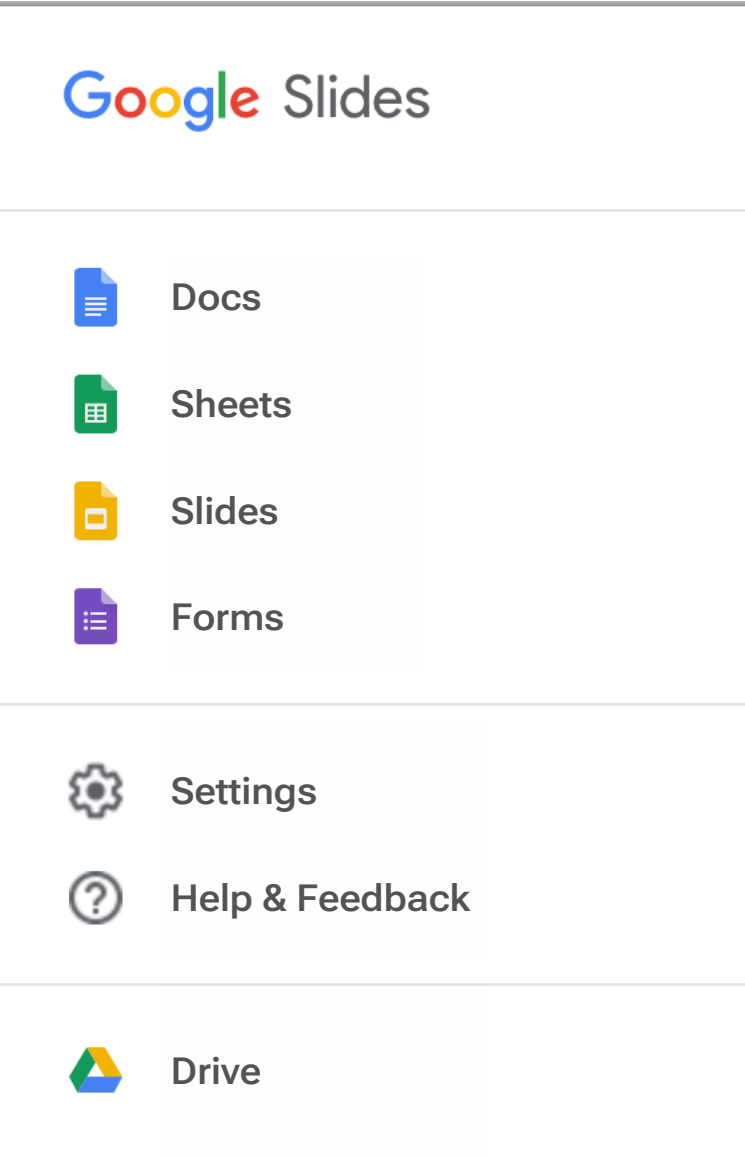 Google Slides
Docs
Sheets
Slides
Forms
Settings
Help & Feedback
Drive